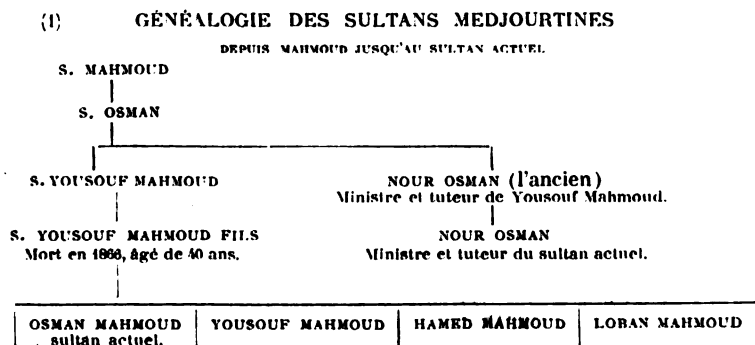 (1) GÉNÉALOGIE DES SULTANS MEDJOURTINES
DEPUIS MAHMOUD JUSQU'AU SULTAN ACTUEL
S. MAHMOUD
S. OSMAN
S. YOUSOUF MAHMOUD
NOUR OSMAN (l'ancien)
Ministre et tuteur de Yousouf Mahmoud.
S. YOUSOUF MAHMOUD FILS
Mort en 1866, âgé de 40 ans.
NOUR OSMAN
Ministre et tuteur du sultan actuel.
OSMAN MAHMOUD
sultan actuel.
YOUSOUF MAHMOUD
HAMED MAHMOUD
LORAN MAHMOUD